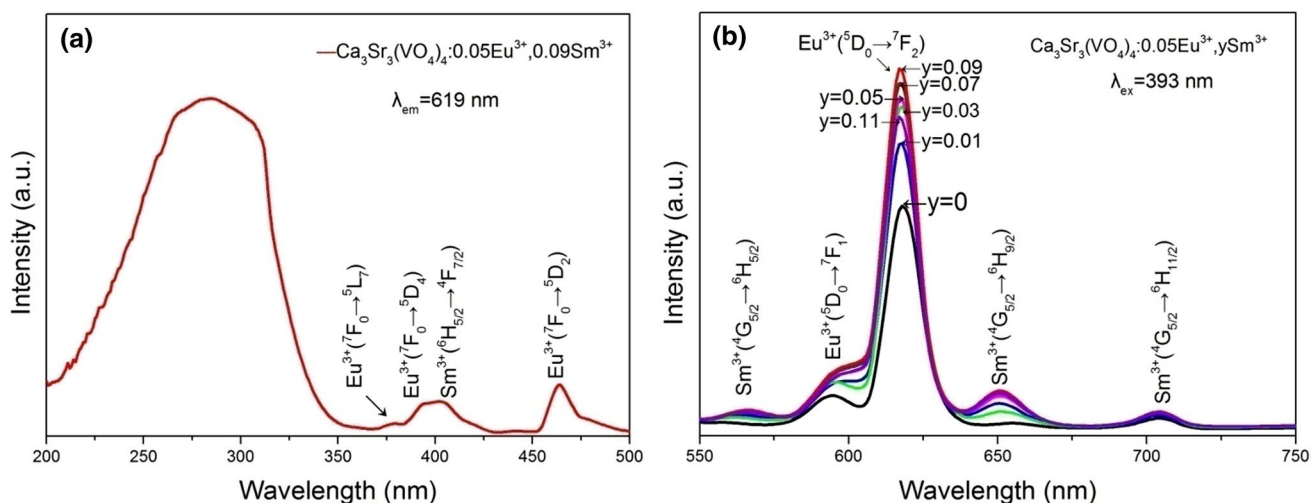 (a)
Ca₃Sr₃(VO₄)₄:0.05Eu³⁺,0.09Sm³⁺
λem=619 nm
Intensity (a.u.)
Eu³⁺(⁷F₀→⁵L₇)
Eu³⁺(⁷F₀→⁵D₄)
Sm³⁺(⁶H₅/₂→⁴F₇/₂)
Eu³⁺(⁷F₀→⁵D₂)
200 250 300 350 400 450 500
Wavelength (nm)
(b)
Eu³⁺(⁵D₀→⁷F₂)
Ca₃Sr₃(VO₄)₄:0.05Eu³⁺,ySm³⁺
λex=393 nm
y=0.09
y=0.07
y=0.05
y=0.03
y=0.11
y=0.01
y=0
Intensity (a.u.)
Sm³⁺(⁴G₅/₂→⁶H₅/₂)
Eu³⁺(⁵D₀→⁷F₁)
Sm³⁺(⁴G₅/₂→⁶H₉/₂)
Sm³⁺(⁴G₅/₂→⁶H₁₁/₂)
550 600 650 700 750
Wavelength (nm)